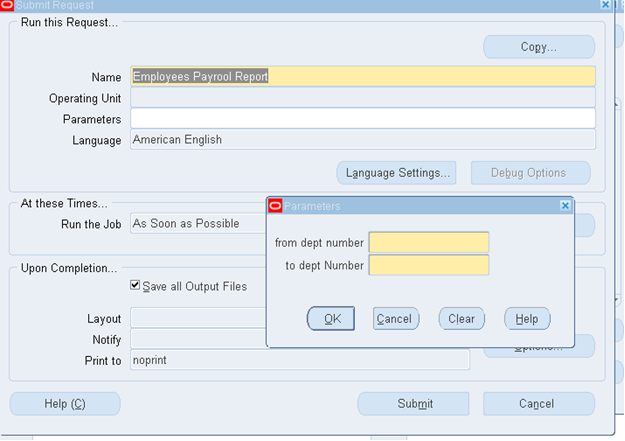 Submit Request
Run this Request...
Copy...
Name Employees Payrool Report
Operating Unit
Parameters
Language American English
Language Settings... Debug Options
At these Times...
Run the Job As Soon as Possible
Parameters
from dept number
to dept Number
OK Cancel Clear Help
Upon Completion...
Save all Output Files
Layout
Notify
Print to noprint
Options...
Help (C) Submit Cancel